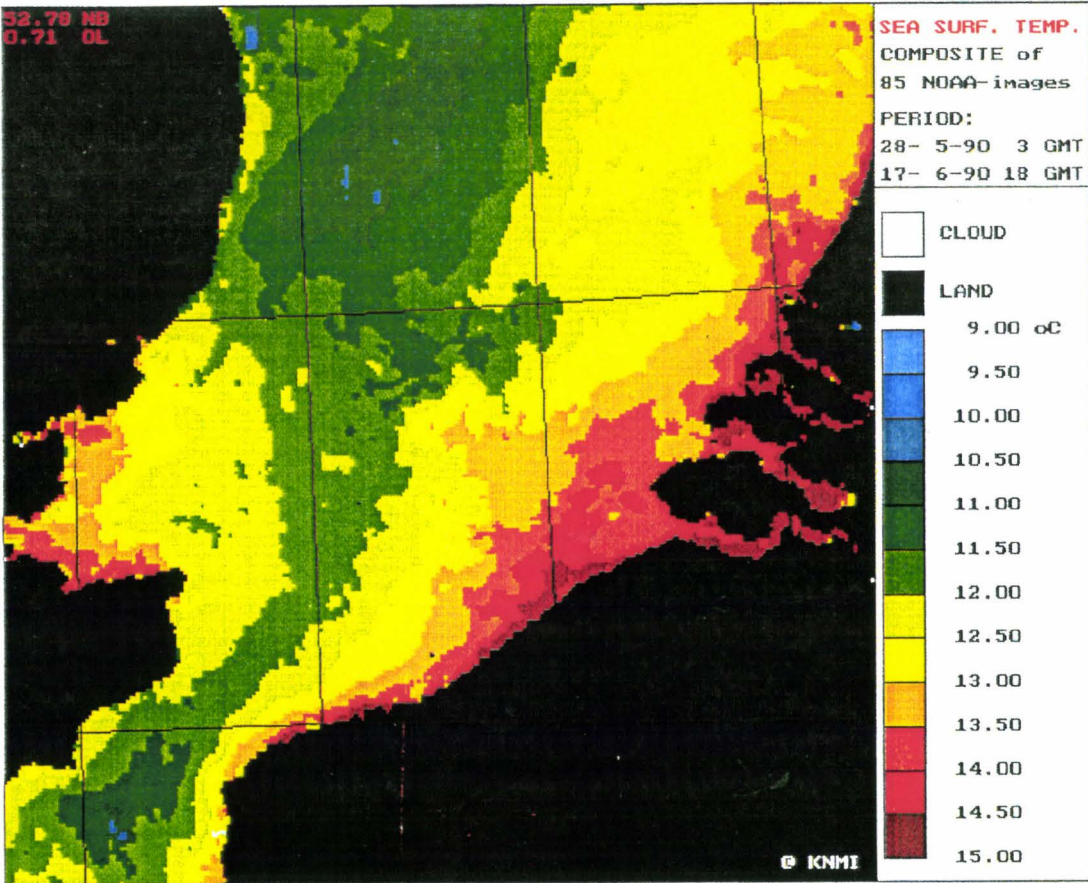 52.78 NB
0.71 OL
SEA SURF. TEMP.
COMPOSITE of
85 NOAA-images
PERIOD:
28- 5-90 3 GMT
17- 6-90 18 GMT
CLOUD
LAND
9.00 oC
9.50
10.00
10.50
11.00
11.50
12.00
12.50
13.00
13.50
14.00
14.50
15.00
@ KNMI